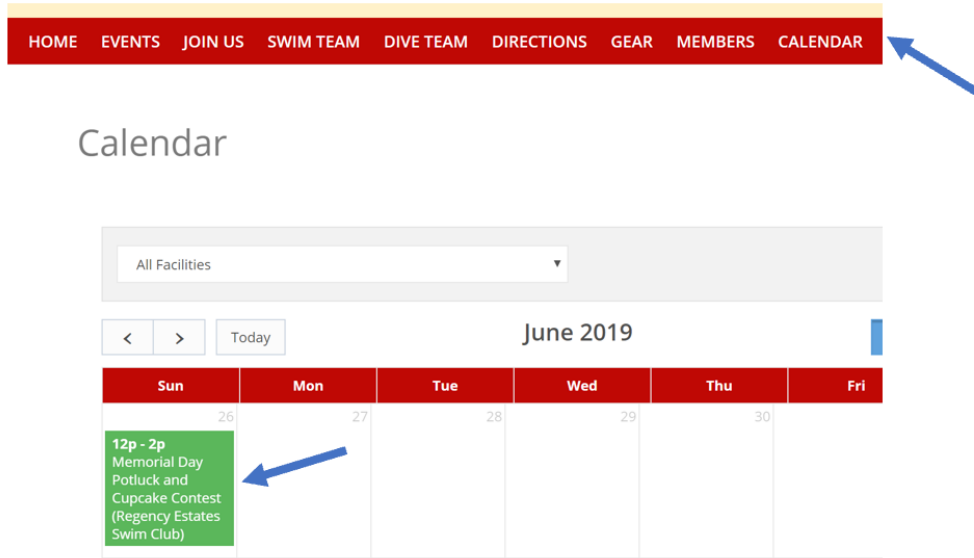 HOME EVENTS JOIN US SWIM TEAM DIVE TEAM DIRECTIONS GEAR MEMBERS CALENDAR
Calendar
All Facilities
< > Today June 2019
Sun Mon Tue Wed Thu Fri
26 27 28 29 30
12p - 2p
Memorial Day
Potluck and
Cupcake Contest
(Regency Estates
Swim Club)